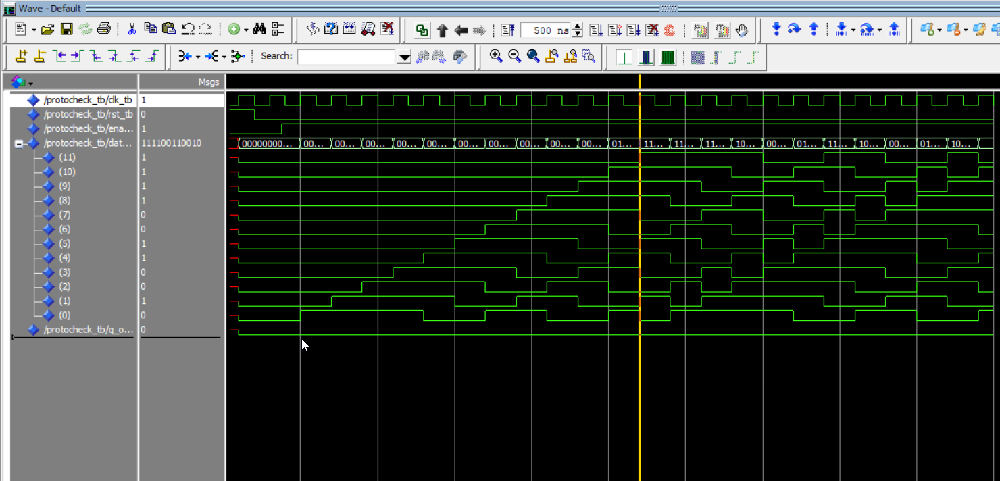 Wave - Default
500 ns
Search:
Msgs
/protocheck_tb/clk_tb 1
/protocheck_tb/rst_tb 0
/protocheck_tb/ena... 1
/protocheck_tb/dat... 111100110010 00000000... 00... 00... 00... 00... 00... 00... 00... 00... 00... 00... 01... 11... 11... 11... 10... 00... 01... 11... 10... 00... 01... 10...
(11) 1
(10) 1
(9) 1
(8) 1
(7) 0
(6) 0
(5) 1
(4) 1
(3) 0
(2) 0
(1) 1
(0) 0
/protocheck_tb/q_o... 0